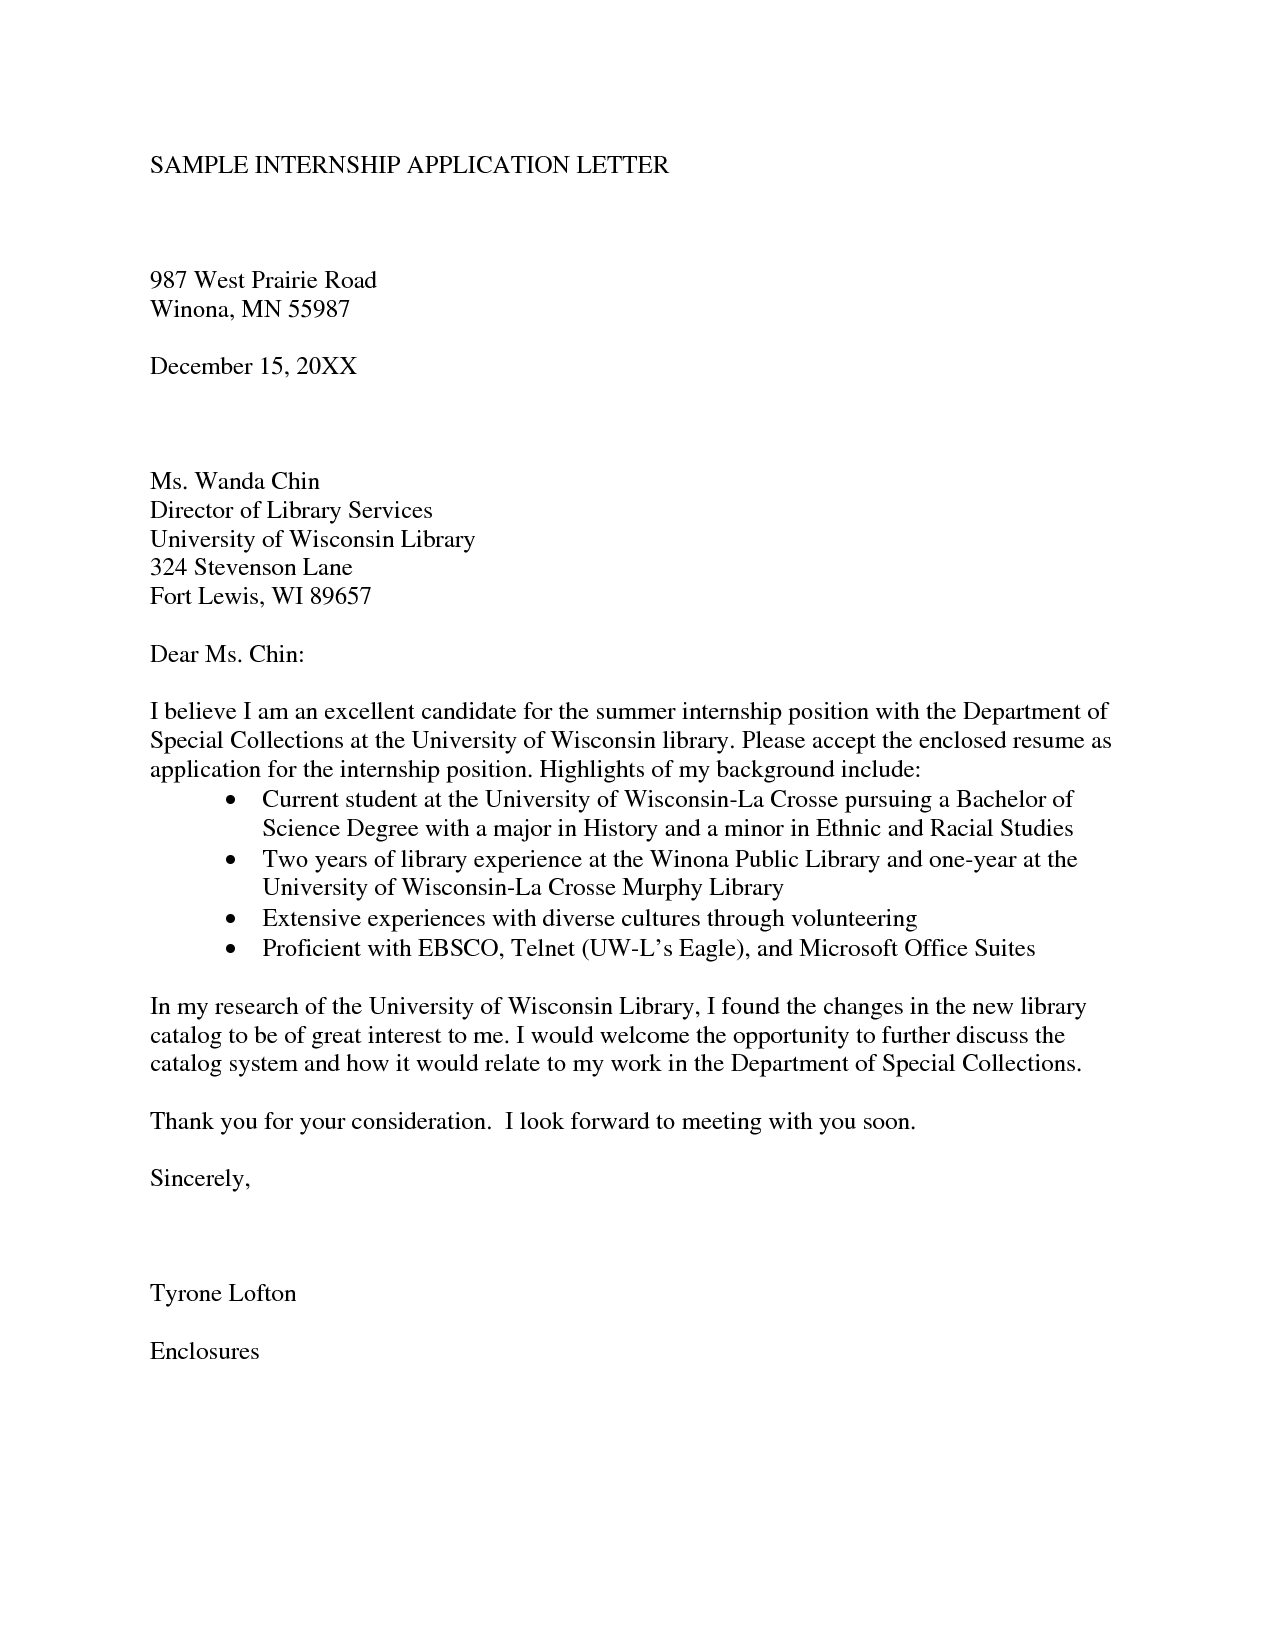 SAMPLE INTERNSHIP APPLICATION LETTER
987 West Prairie Road
Winona, MN 55987
December 15, 20XX
Ms. Wanda Chin
Director of Library Services
University of Wisconsin Library
324 Stevenson Lane
Fort Lewis, WI 89657
Dear Ms. Chin:
I believe I am an excellent candidate for the summer internship position with the Department of
Special Collections at the University of Wisconsin library. Please accept the enclosed resume as
application for the internship position. Highlights of my background include:
• Current student at the University of Wisconsin-La Crosse pursuing a Bachelor of
Science Degree with a major in History and a minor in Ethnic and Racial Studies
• Two years of library experience at the Winona Public Library and one-year at the
University of Wisconsin-La Crosse Murphy Library
• Extensive experiences with diverse cultures through volunteering
• Proficient with EBSCO, Telnet (UW-L’s Eagle), and Microsoft Office Suites
In my research of the University of Wisconsin Library, I found the changes in the new library
catalog to be of great interest to me. I would welcome the opportunity to further discuss the
catalog system and how it would relate to my work in the Department of Special Collections.
Thank you for your consideration.  I look forward to meeting with you soon.
Sincerely,
Tyrone Lofton
Enclosures